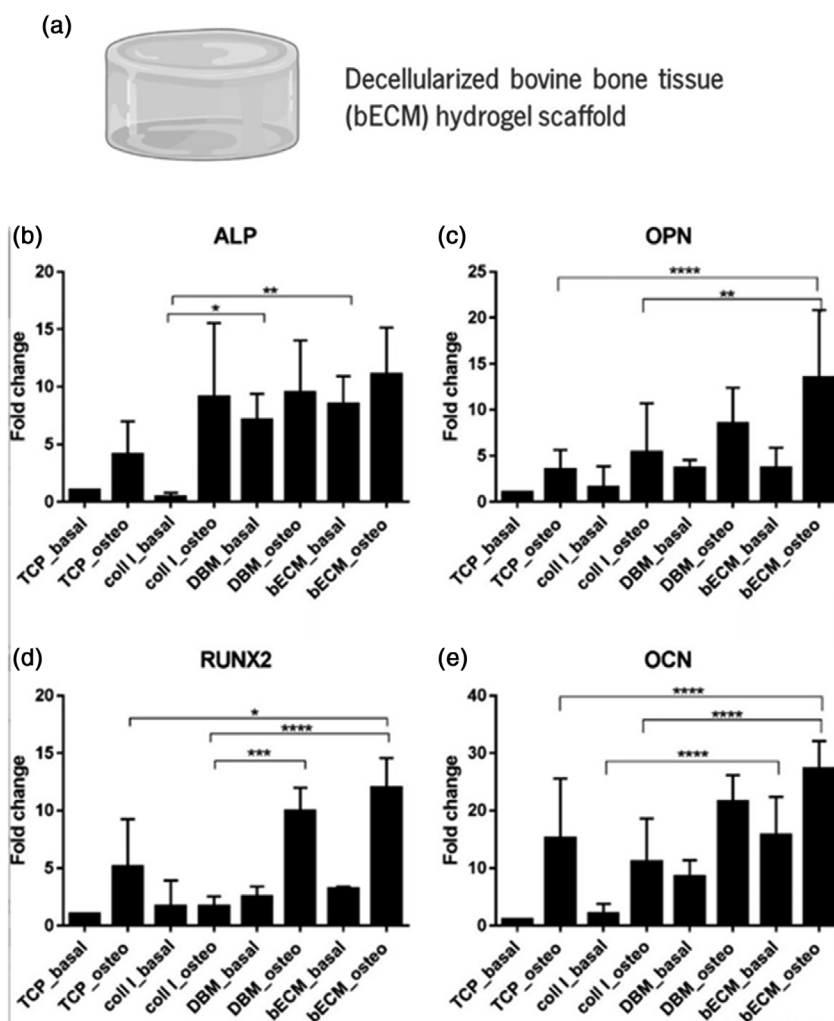 (a)
Decellularized bovine bone tissue
(bECM) hydrogel scaffold
(b)
ALP
Fold change
20
15
10
5
0
*
**
TCP_basal
TCP_osteo
coll I_basal
coll I_osteo
DBM_basal
DBM_osteo
bECM_basal
bECM_osteo
(c)
OPN
Fold change
25
20
15
10
5
0
****
**
TCP_basal
TCP_osteo
coll I_basal
coll I_osteo
DBM_basal
DBM_osteo
bECM_basal
bECM_osteo
(d)
RUNX2
Fold change
20
15
10
5
0
*
****
***
TCP_basal
TCP_osteo
coll I_basal
coll I_osteo
DBM_basal
DBM_osteo
bECM_basal
bECM_osteo
(e)
OCN
Fold change
40
30
20
10
0
****
****
****
TCP_basal
TCP_osteo
coll I_basal
coll I_osteo
DBM_basal
DBM_osteo
bECM_basal
bECM_osteo